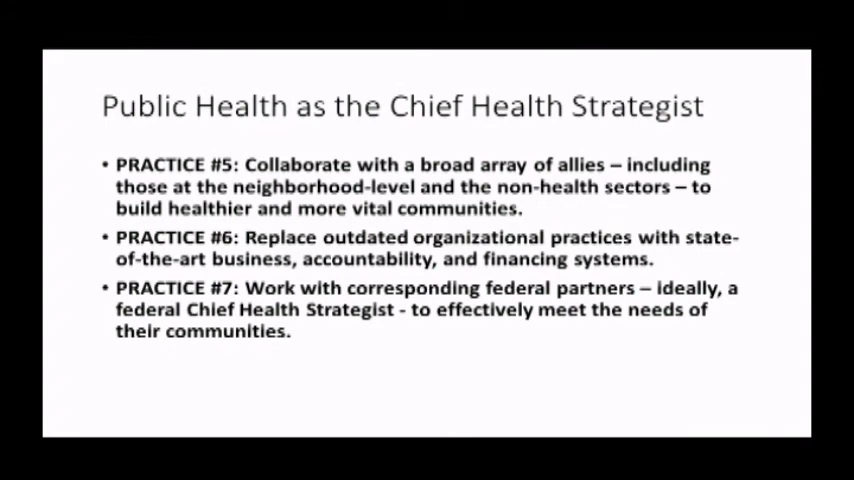 Public Health as the Chief Health Strategist
• PRACTICE #5: Collaborate with a broad array of allies – including
those at the neighborhood-level and the non-health sectors – to
build healthier and more vital communities.
• PRACTICE #6: Replace outdated organizational practices with state-
of-the-art business, accountability, and financing systems.
• PRACTICE #7: Work with corresponding federal partners – ideally, a
federal Chief Health Strategist - to effectively meet the needs of
their communities.